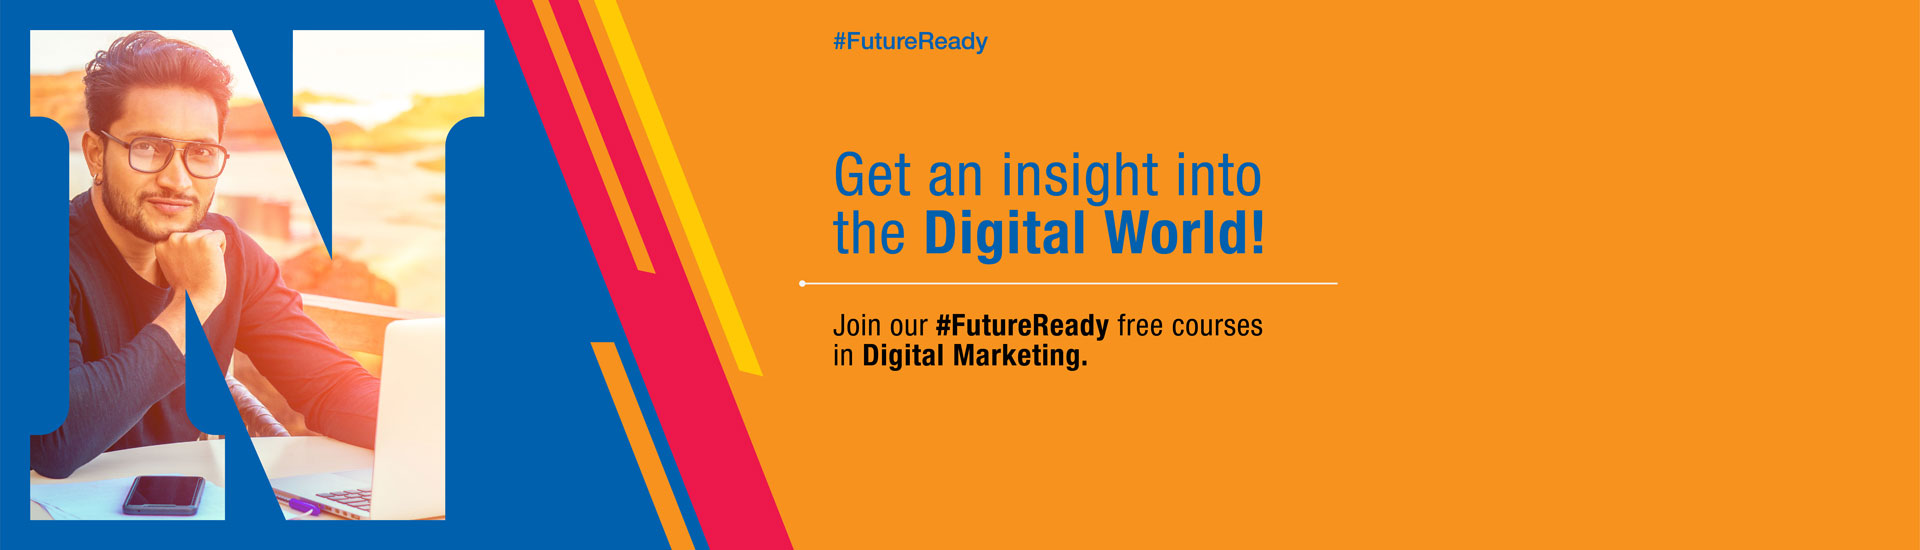 #FutureReady
Get an insight into
the Digital World!
Join our #FutureReady free courses
in Digital Marketing.
N